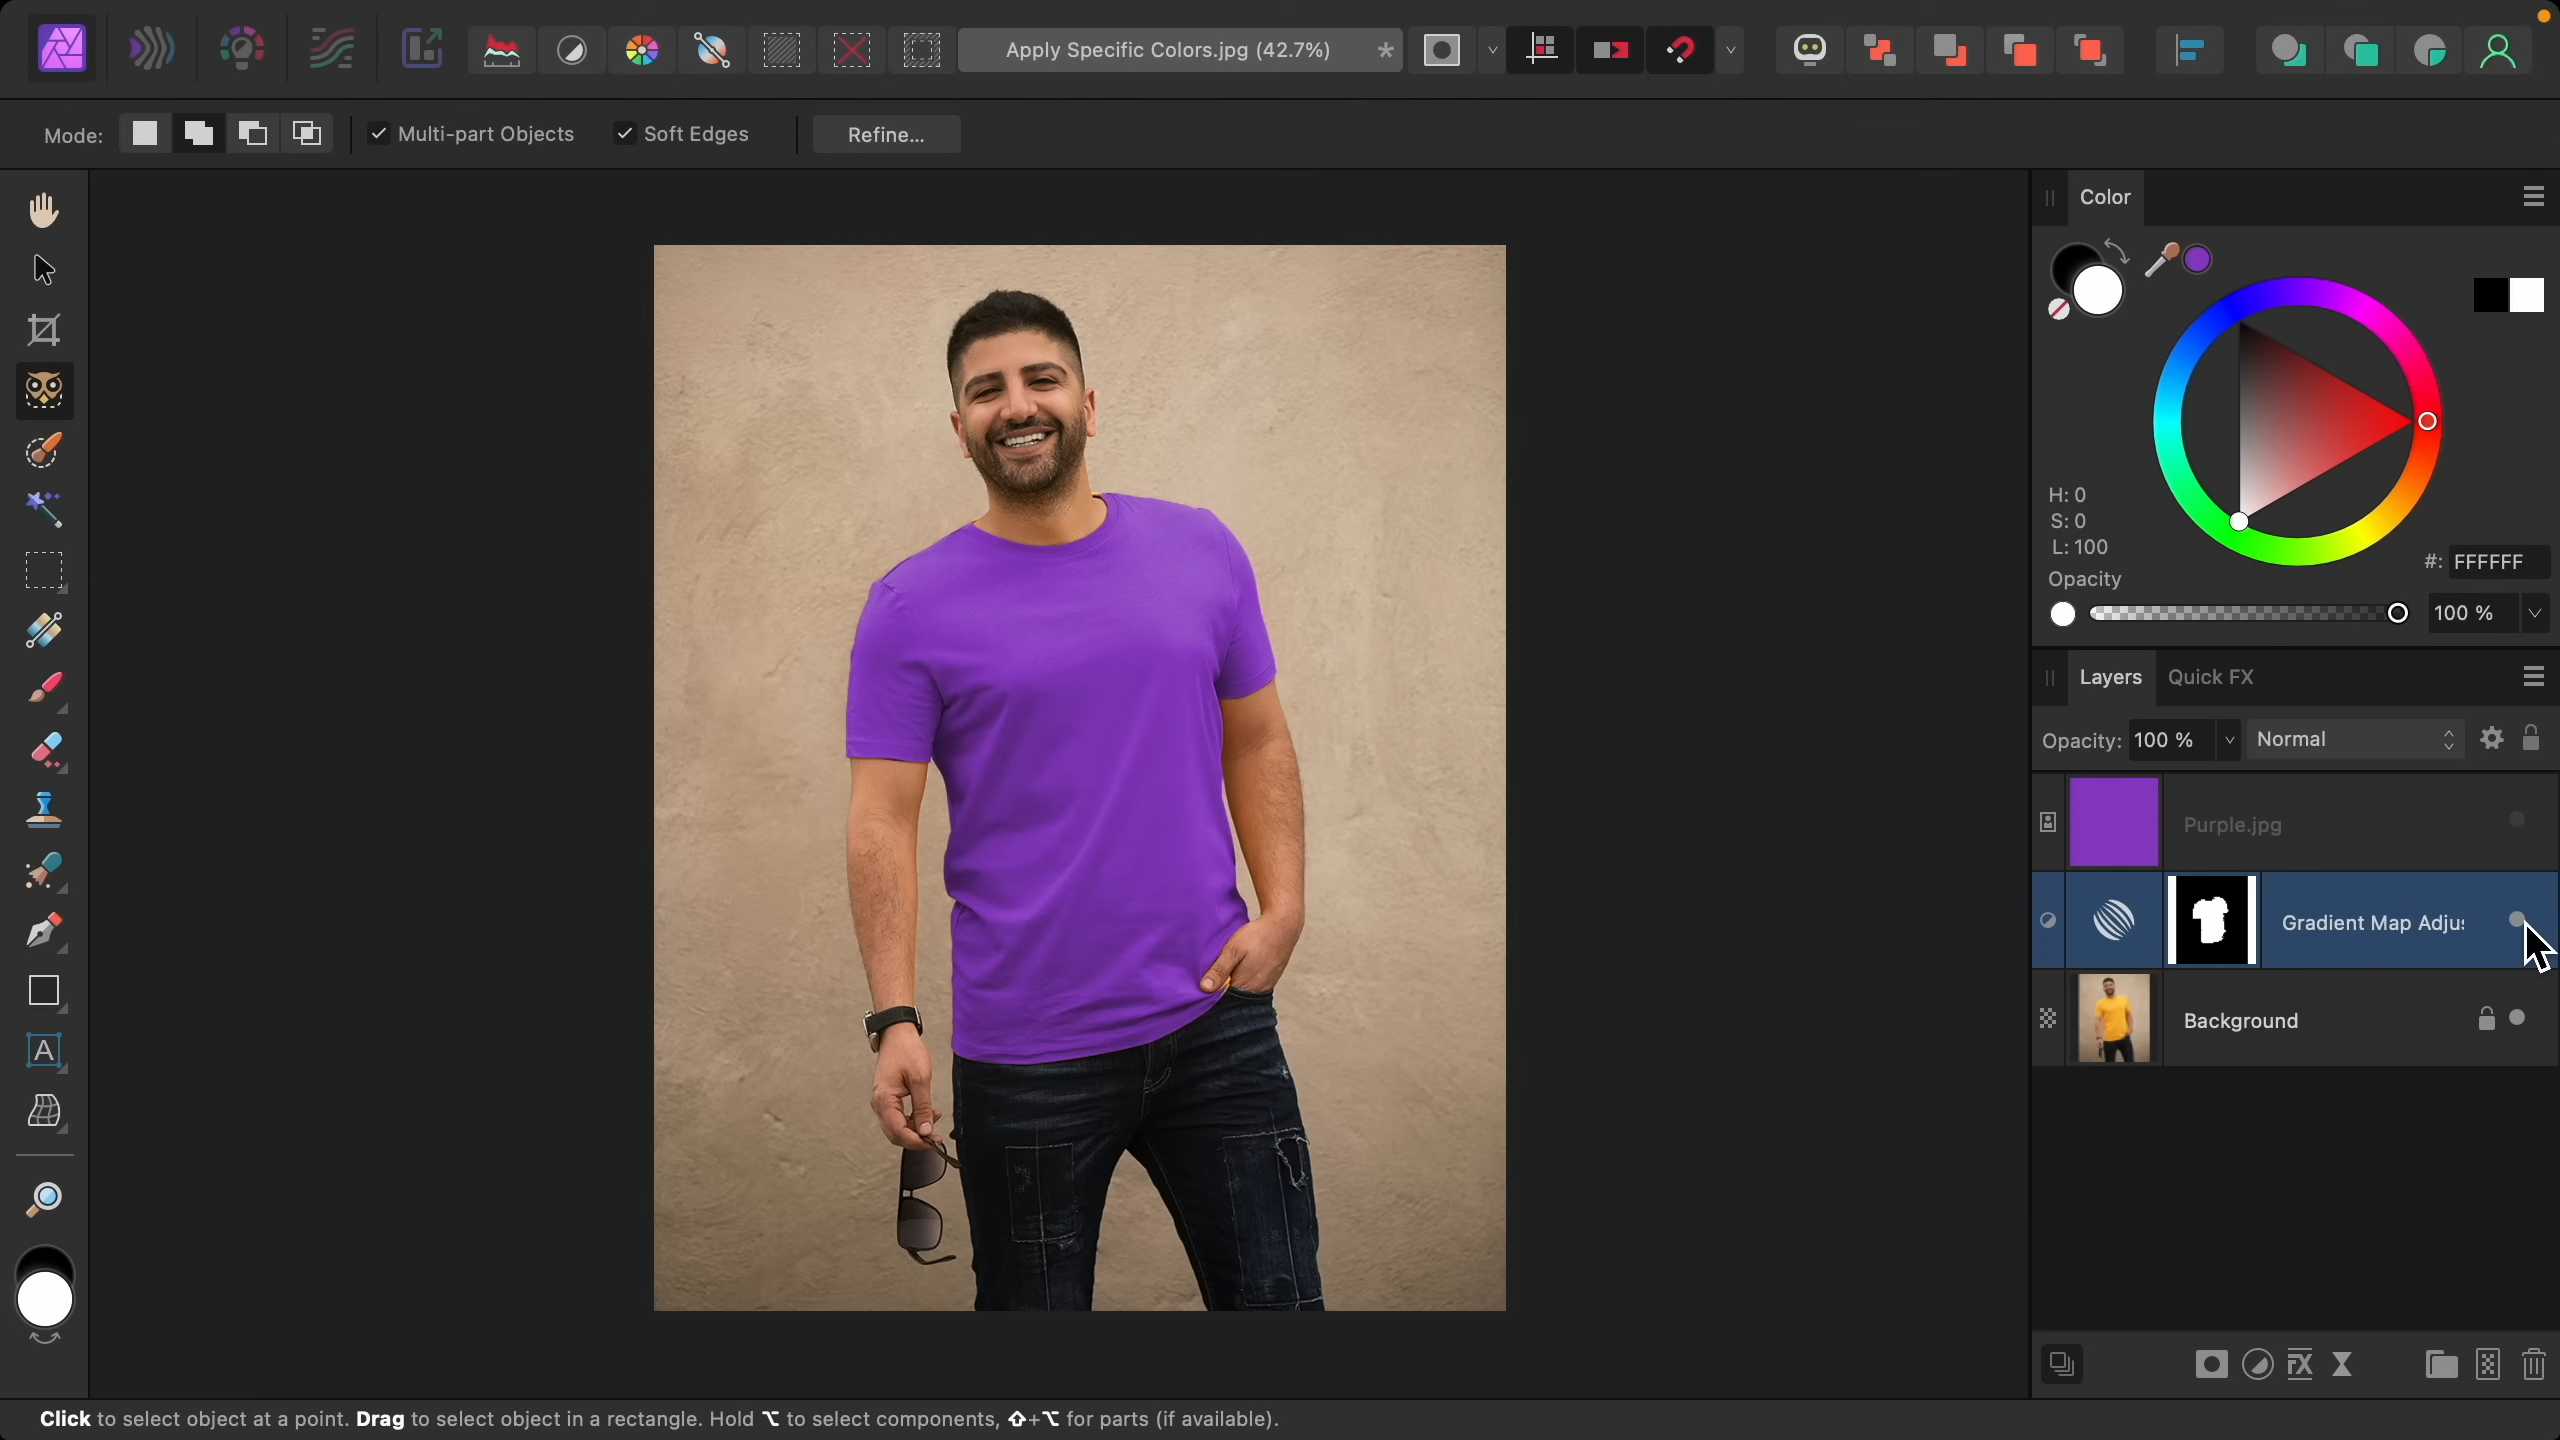 Apply Specific Colors.jpg (42.7%) *
Mode: Multi-part Objects Soft Edges Refine...
Color
H: 0
S: 0
L: 100
#: FFFFFF
Opacity
100 %
Layers Quick FX
Opacity: 100 % Normal
Purple.jpg
Gradient Map Adju
Background
A
FX
Click to select object at a point. Drag to select object in a rectangle. Hold ⌥ to select components, ⇧+⌥ for parts (if available).